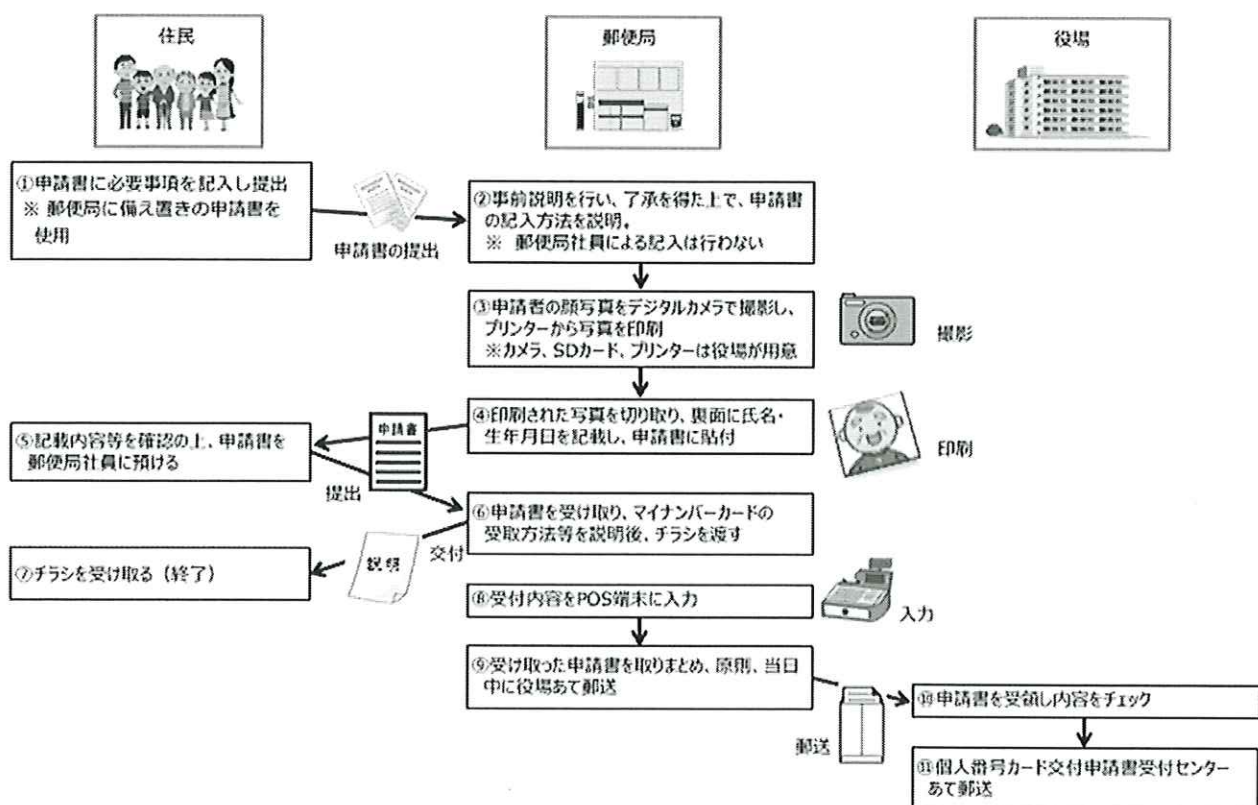 住民
郵便局
役場
①申請書に必要事項を記入し提出
※ 郵便局に備え置きの申請書を
使用
申請書の提出
②事前説明を行い、了承を得た上で、申請書
の記入方法を説明。
※ 郵便局社員による記入は行わない
③申請者の顔写真をデジタルカメラで撮影し、
プリンターから写真を印刷
※カメラ、SDカード、プリンターは役場が用意
撮影
④印刷された写真を切り取り、裏面に氏名・
生年月日を記載し、申請書に貼付
印刷
申請書
⑤記載内容等を確認の上、申請書を
郵便局社員に預ける
提出
⑥申請書を受け取り、マイナンバーカードの
受取方法等を説明後、チラシを渡す
交付
説明
⑦チラシを受け取る（終了）
⑧受付内容をPOS端末に入力
入力
⑨受け取った申請書を取りまとめ、原則、当日
中に役場あて郵送
郵送
⑩申請書を受領し内容をチェック
⑪個人番号カード交付申請書受付センター
あて郵送